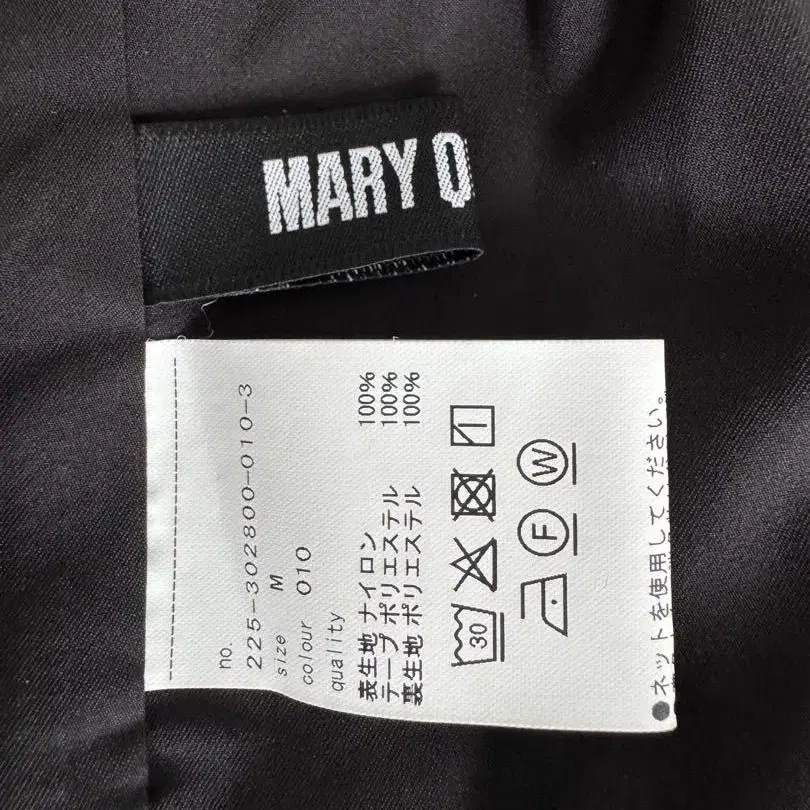 MARY Q
no.
225-302800-010-3
size M
colour 010
quality
表生地 ナイロン 100%
テープ ポリエステル 100%
裏生地 ポリエステル 100%
30
F W
●ネットを使用してください。